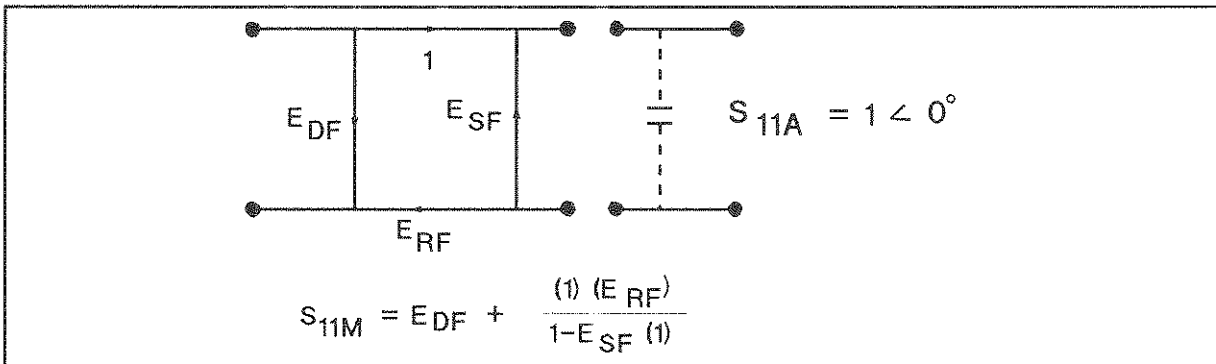 1
E_DF
E_SF
S_11A = 1 ∠ 0°
E_RF
S_11M = E_DF + (1) (E_RF) / 1-E_SF (1)